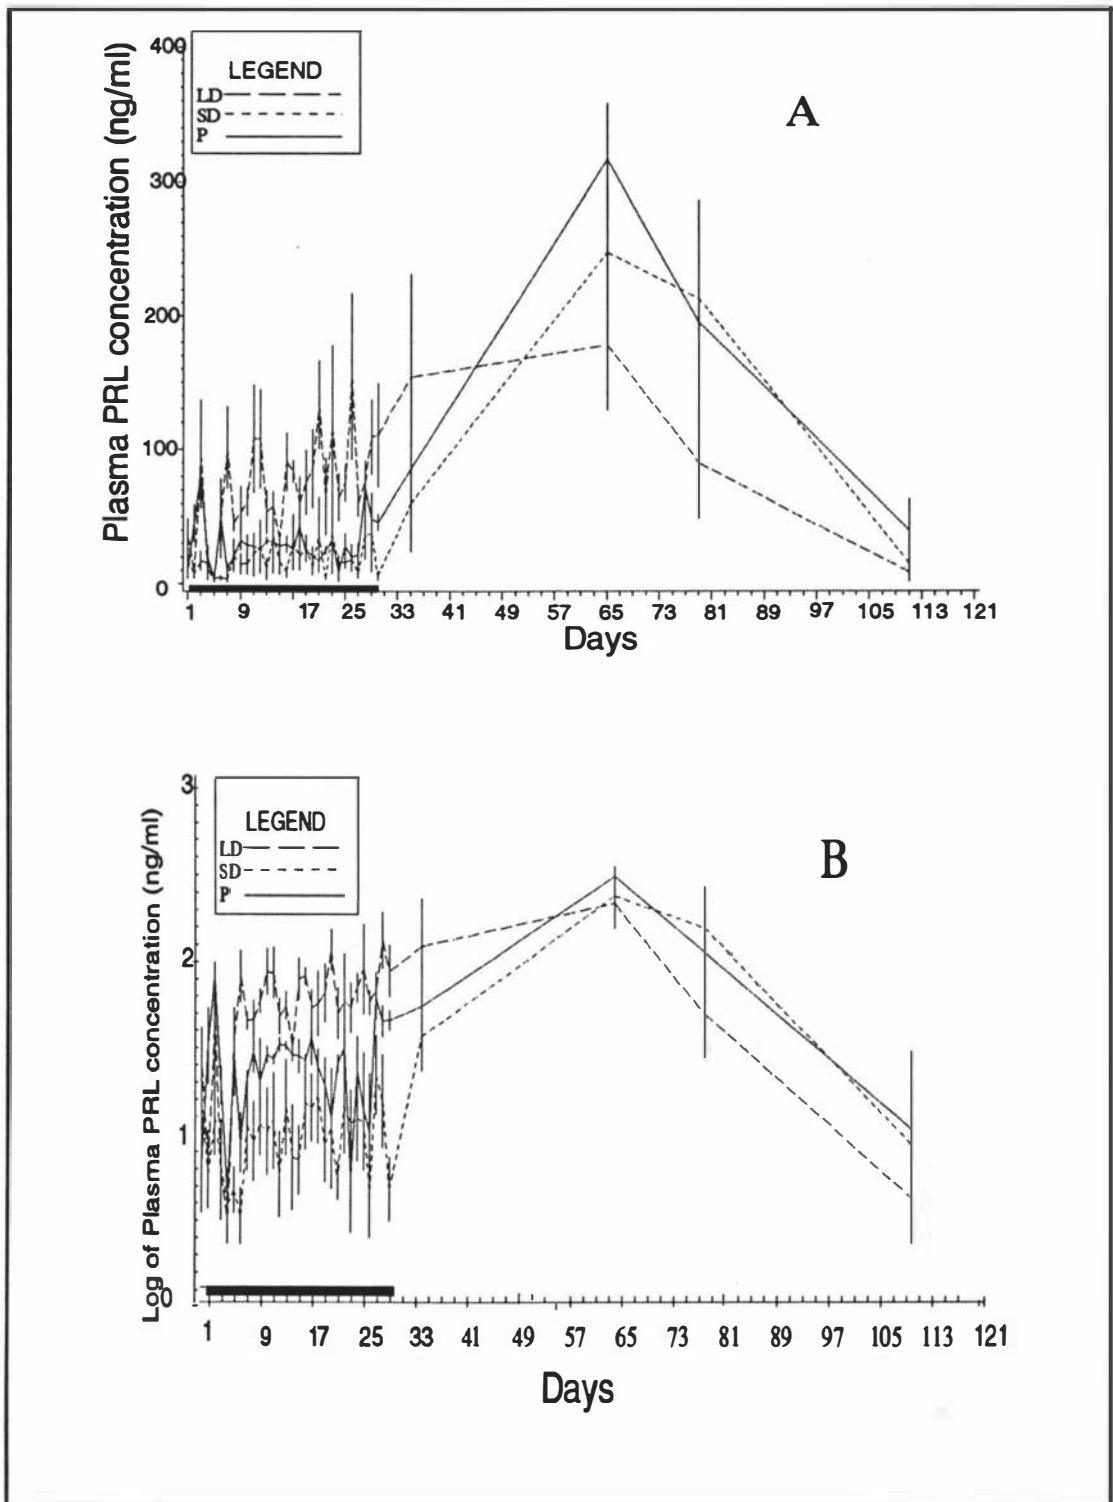 Plasma PRL concentration (ng/ml)
400
300
200
100
0
LEGEND
LD
SD
P
A
1 9 17 25 33 41 49 57 65 73 81 89 97 105 113 121
Days
Log of Plasma PRL concentration (ng/ml)
3
2
1
0
LEGEND
LD
SD
P
B
1 9 17 25 33 41 49 57 65 73 81 89 97 105 113 121
Days